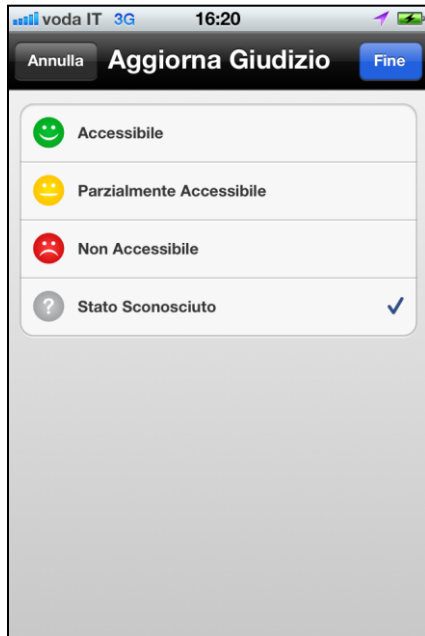 voda IT 3G 16:20
Annulla Aggiorna Giudizio Fine
Accessibile
Parzialmente Accessibile
Non Accessibile
? Stato Sconosciuto